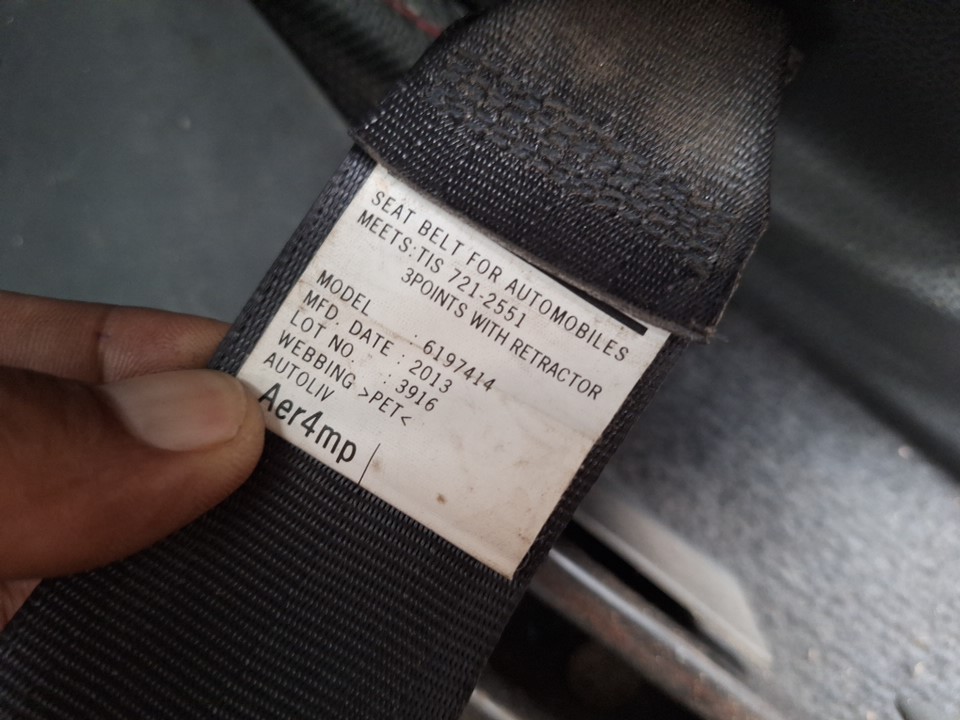 SEAT BELT FOR AUTOMOBILES
MEETS:TIS 721-2551
3POINTS WITH RETRACTOR
MODEL : 6197414
MFD. DATE : 2013
LOT NO. : 3916
WEBBING >PET<
AUTOLIV
Aer4mp